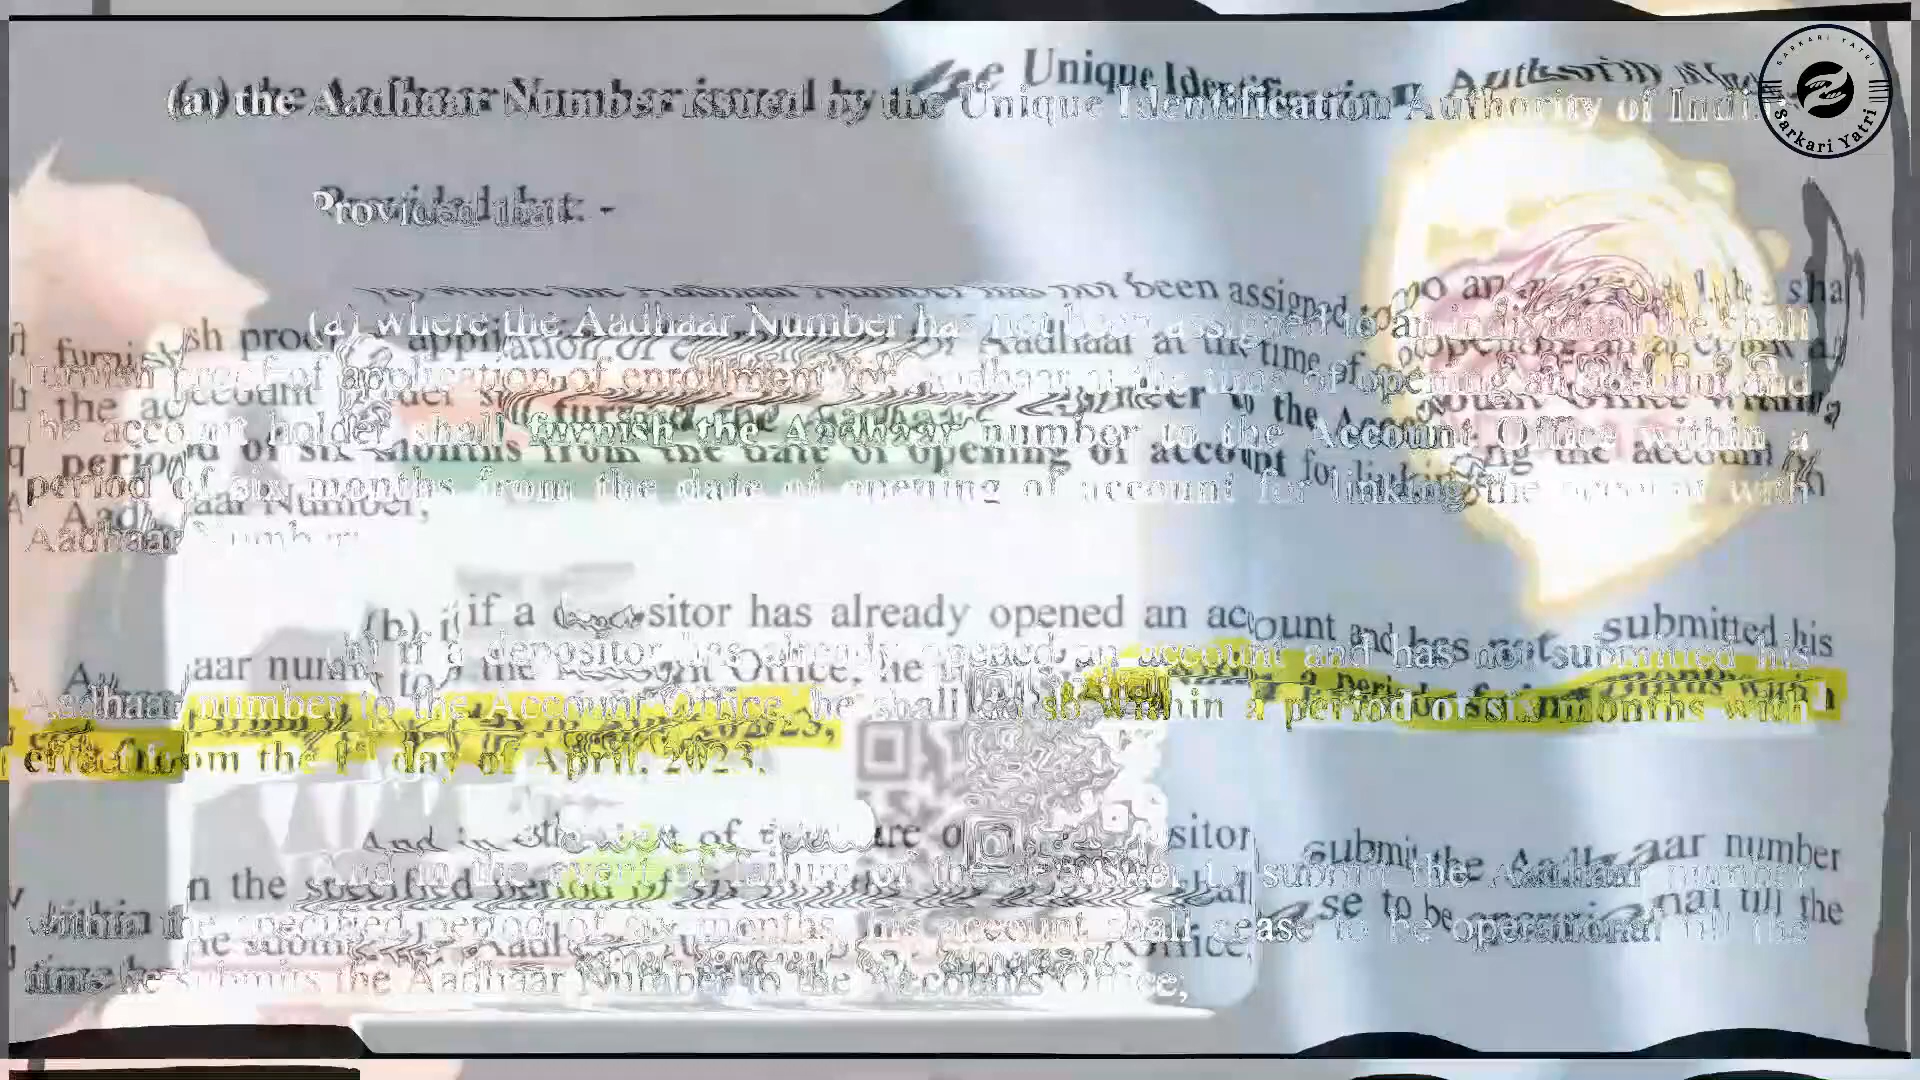 (a) the Aadhaar Number issued by the Unique Identification Authority of India
SARKARI YATRI
Sarkari Yatri
Provided that: -
(a) where the Aadhaar Number has not been assigned to an individual, he shall
furnish proof of application of enrollment for Aadhaar at the time of opening an account and
the account holder shall furnish the Aadhaar number to the Account Office within a
period of six months from the date of opening of account for linking the account with
Aadhaar Number;
(b) if a depositor has already opened an account and has not submitted his
Aadhaar number to the Account Office, he shall do so within a period of six months with
effect from the 1st day of April, 2023.
And in the event of failure of the depositor to submit the Aadhaar number
within the specified period of six months, his account shall cease to be operational till the
time he submits the Aadhaar Number to the Accounts Office;